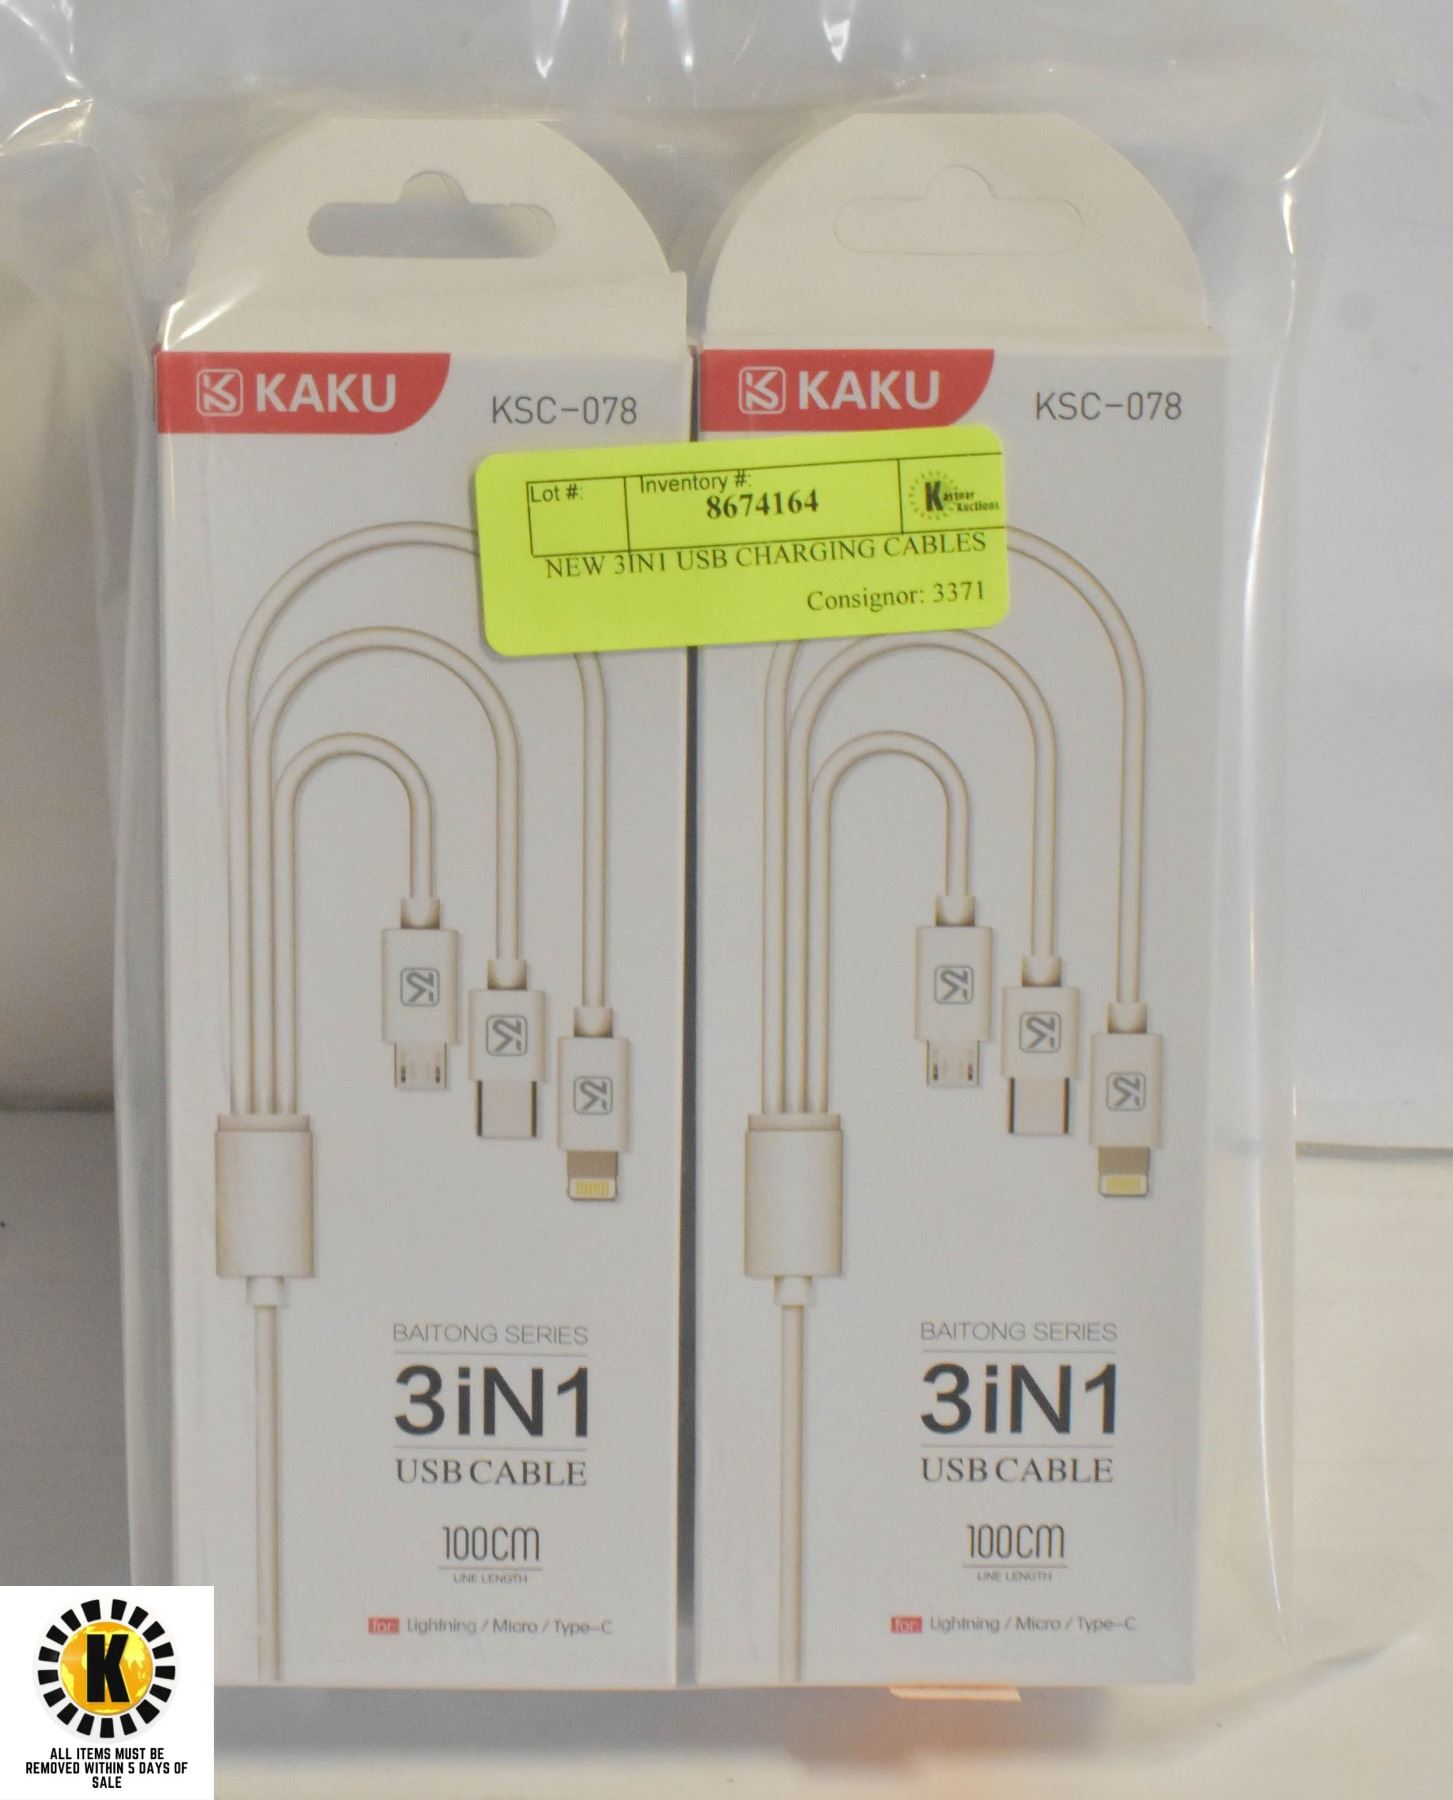 KAKU
KSC-078
KAKU
KSC-078
Lot #:
Inventory #:
8674164
Kastner
Auctions
NEW 3IN1 USB CHARGING CABLES
Consignor: 3371
BAITONG SERIES
3iN1
USB CABLE
100CM
LINE LENGTH
for Lightning / Micro / Type-C
BAITONG SERIES
3iN1
USB CABLE
100CM
LINE LENGTH
for Lightning / Micro / Type-C
K
ALL ITEMS MUST BE
REMOVED WITHIN 5 DAYS OF
SALE